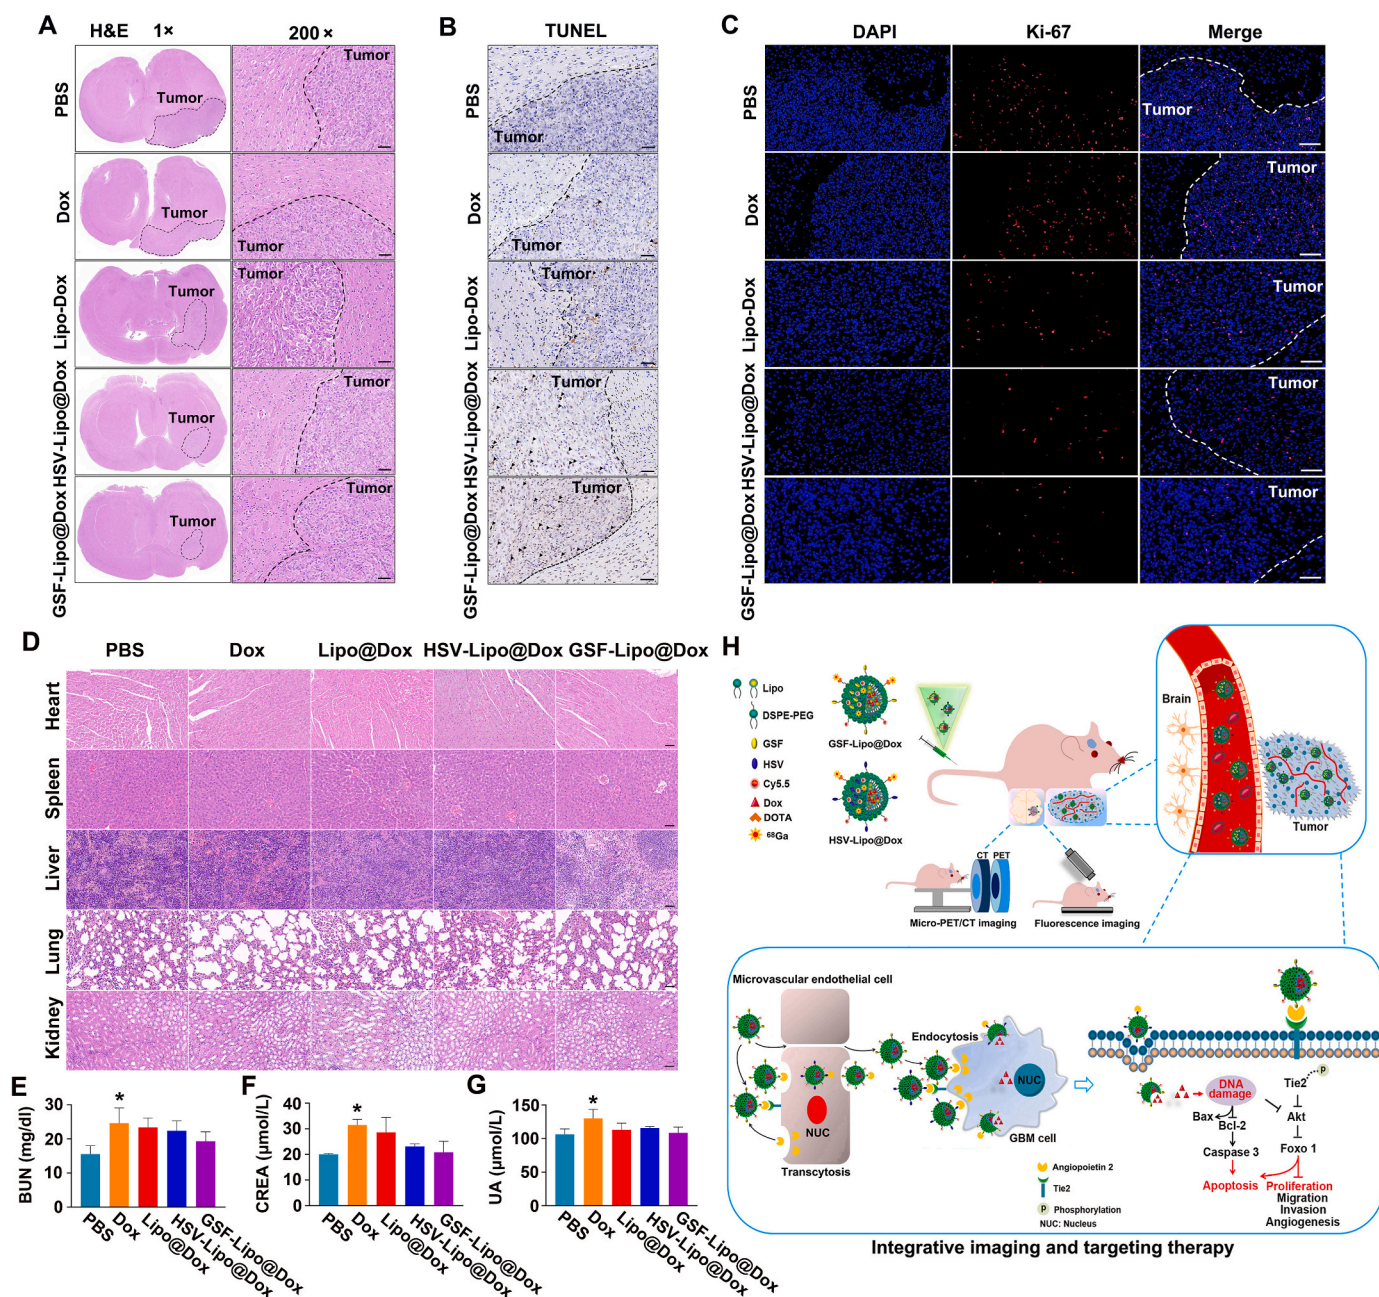 A
H&E 1× 200 ×
PBS
Tumor
Tumor
Dox
Tumor
Tumor
Lipo-Dox
Tumor
Tumor
HSV-Lipo@Dox
Tumor
Tumor
GSF-Lipo@Dox
Tumor
Tumor
B
TUNEL
PBS
Tumor
Dox
Tumor
Lipo-Dox
Tumor
HSV-Lipo@Dox
Tumor
GSF-Lipo@Dox
Tumor
C
DAPI Ki-67 Merge
PBS
Tumor
Dox
Tumor
Lipo-Dox
Tumor
HSV-Lipo@Dox
Tumor
GSF-Lipo@Dox
Tumor
D
PBS Dox Lipo@Dox HSV-Lipo@Dox GSF-Lipo@Dox
Heart
Spleen
Liver
Lung
Kidney
E
BUN (mg/dl)
30
20
10
0
*
PBS
Dox
Lipo@Dox
HSV-Lipo@Dox
GSF-Lipo@Dox
F
CREA (μmol/L)
40
30
20
10
0
*
PBS
Dox
Lipo@Dox
HSV-Lipo@Dox
GSF-Lipo@Dox
G
UA (μmol/L)
150
100
50
0
*
PBS
Dox
Lipo@Dox
HSV-Lipo@Dox
GSF-Lipo@Dox
H
Lipo
DSPE-PEG
GSF
HSV
Cy5.5
Dox
DOTA
⁶⁸Ga
GSF-Lipo@Dox
HSV-Lipo@Dox
CT PET
Micro-PET/CT imaging
Fluorescence imaging
Brain
Tumor
Microvascular endothelial cell
NUC
Transcytosis
Endocytosis
NUC
GBM cell
Angiopoietin 2
Tie2
P Phosphorylation
NUC: Nucleus
DNA
damage
Bax
Bcl-2
Caspase 3
Apoptosis
P
Tie2
Akt
Foxo 1
Proliferation
Migration
Invasion
Angiogenesis
Integrative imaging and targeting therapy